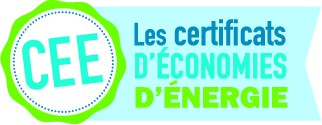 CEE
Les certificats
D'ÉCONOMIES
D'ÉNERGIE